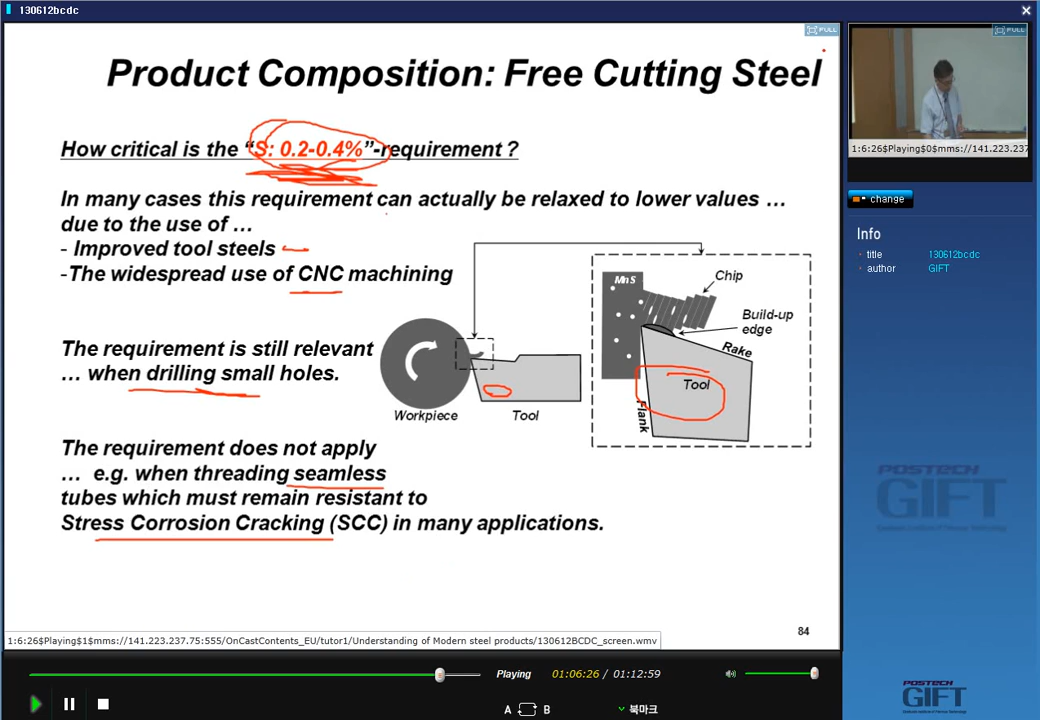 130612bcdc
FULL
FULL
Product Composition: Free Cutting Steel
How critical is the “S: 0.2-0.4%”-requirement ?
In many cases this requirement can actually be relaxed to lower values …
due to the use of …
- Improved tool steels
-The widespread use of CNC machining
The requirement is still relevant
… when drilling small holes.
The requirement does not apply
… e.g. when threading seamless
tubes which must remain resistant to
Stress Corrosion Cracking (SCC) in many applications.
Workpiece
Tool
MnS
Chip
Build-up
edge
Rake
Tool
Flank
84
1:6:26$Playing$0$mms://141.223.237
change
Info
title 130612bcdc
author GIFT
POSTECH
GIFT
1:6:26$Playing$1$mms://141.223.237.75:555/OnCastContents_EU/tutor1/Understanding of Modern steel products/130612BCDC_screen.wmv
Playing 01:06:26 / 01:12:59
A B 북마크
POSTECH
GIFT